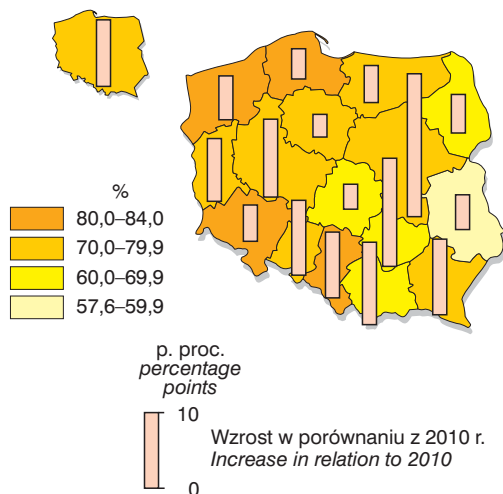 %
80,0–84,0
70,0–79,9
60,0–69,9
57,6–59,9
p. proc.
percentage
points
10
0
Wzrost w porównaniu z 2010 r.
Increase in relation to 2010